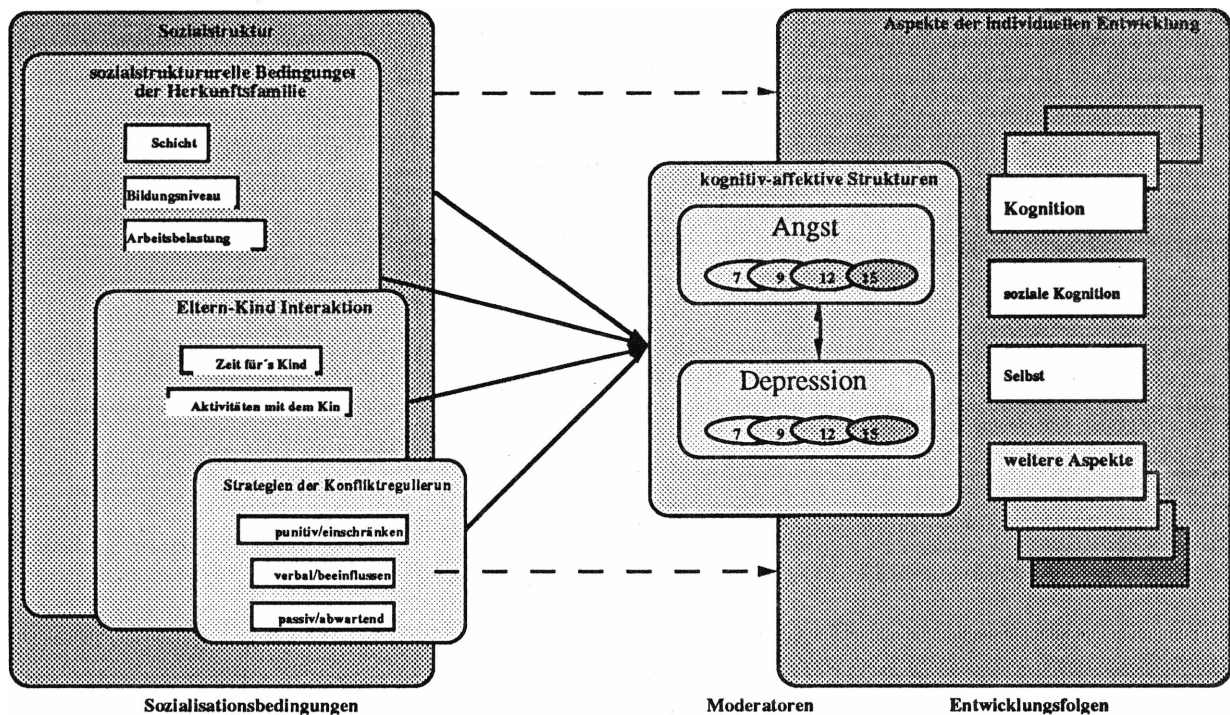 Sozialstruktur
sozialstruktururelle Bedingungen
der Herkunftsfamilie
Schicht
Bildungsniveau
Arbeitsbelastung
Eltern-Kind Interaktion
Zeit für´s Kind
Aktivitäten mit dem Kin
Strategien der Konfliktregulierun
punitiv/einschränken
verbal/beeinflussen
passiv/abwartend
Sozialisationsbedingungen
kognitiv-affektive Strukturen
Angst
7 9 12 15
Depression
7 9 12 15
Moderatoren
Aspekte der individuellen Entwicklung
Kognition
soziale Kognition
Selbst
weitere Aspekte
Entwicklungsfolgen